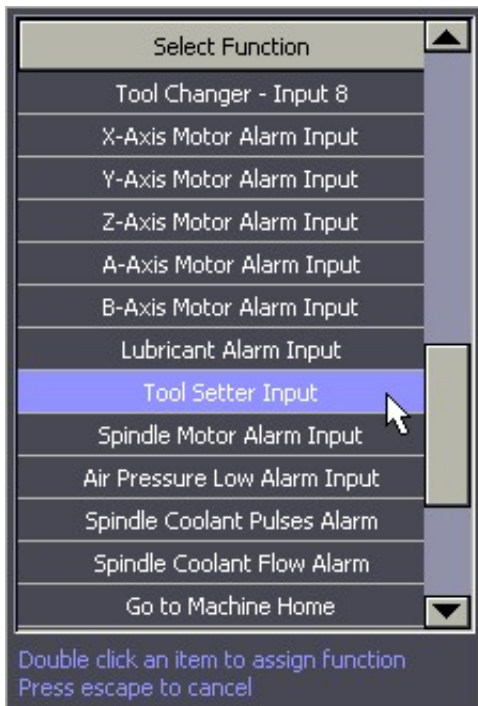 Select Function
Tool Changer - Input 8
X-Axis Motor Alarm Input
Y-Axis Motor Alarm Input
Z-Axis Motor Alarm Input
A-Axis Motor Alarm Input
B-Axis Motor Alarm Input
Lubricant Alarm Input
Tool Setter Input
Spindle Motor Alarm Input
Air Pressure Low Alarm Input
Spindle Coolant Pulses Alarm
Spindle Coolant Flow Alarm
Go to Machine Home
Double click an item to assign function
Press escape to cancel